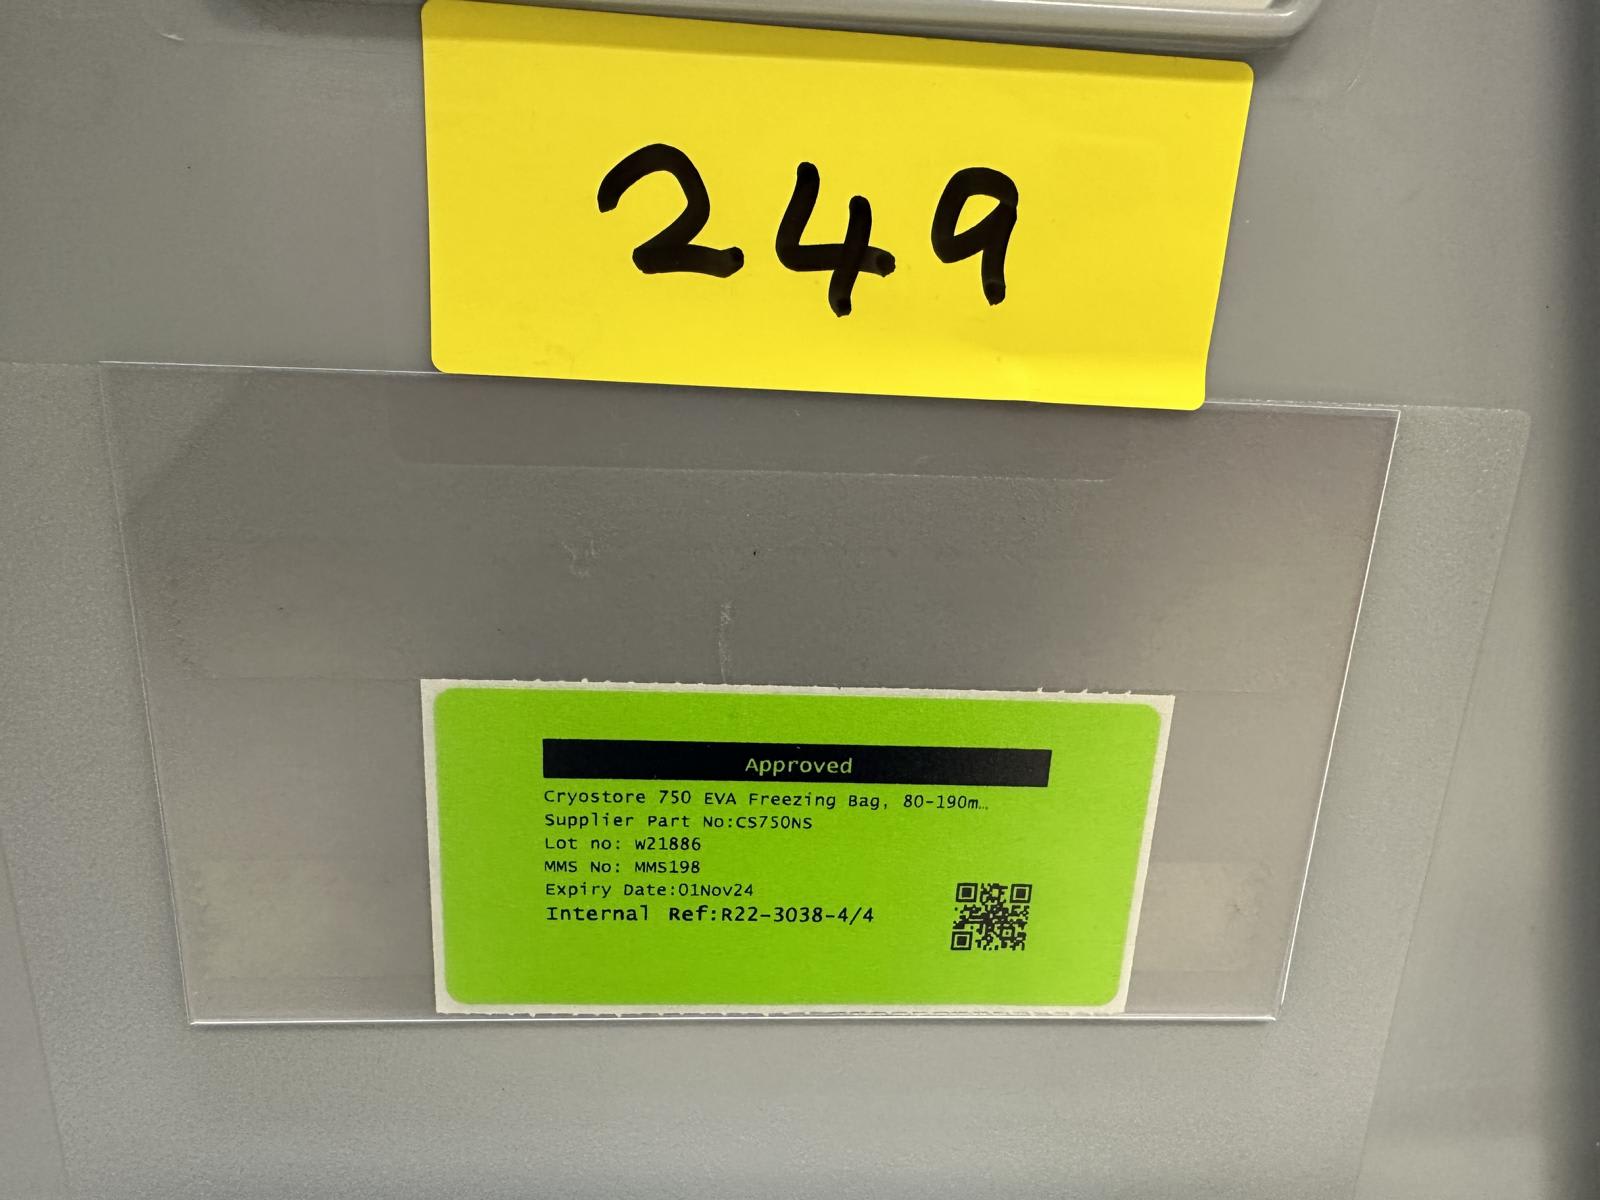 249
Approved
Cryostore 750 EVA Freezing Bag, 80-190m…
Supplier Part No:CS750NS
Lot no: W21886
MMS No: MMS198
Expiry Date:01Nov24
Internal Ref:R22-3038-4/4